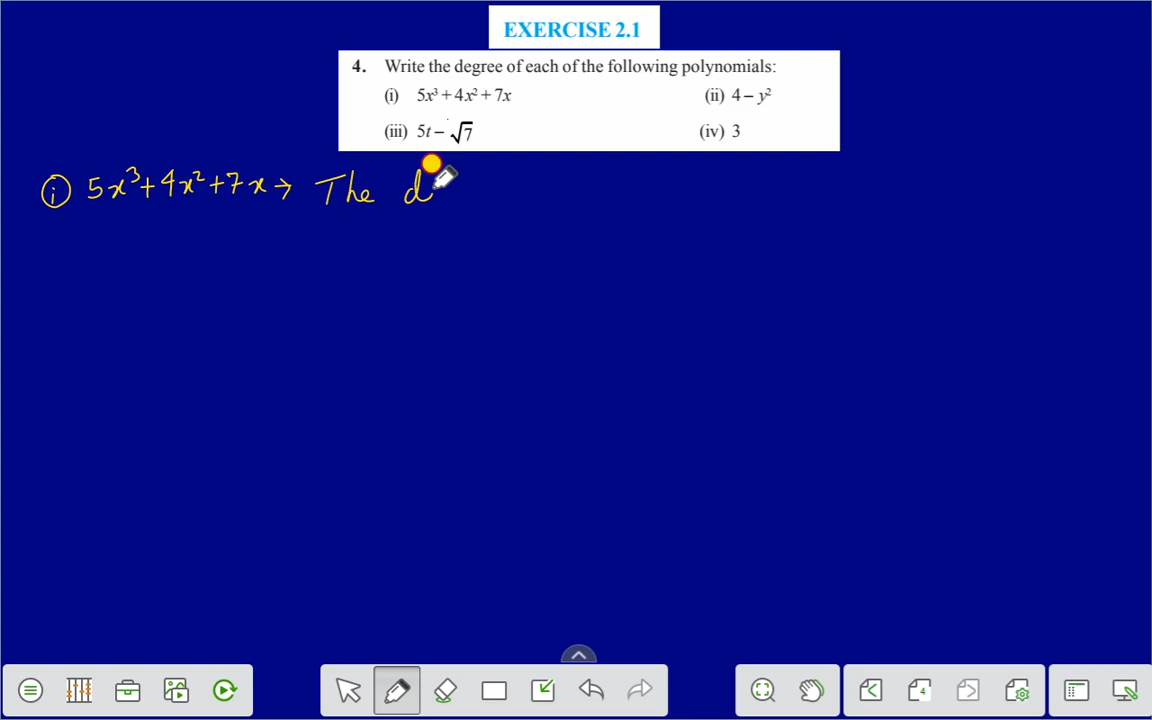 EXERCISE 2.1
4. Write the degree of each of the following polynomials:
(i) 5x³ + 4x² + 7x (ii) 4 – y²
(iii) 5t – √7 (iv) 3
(i) 5x³+4x²+7x → The d
4